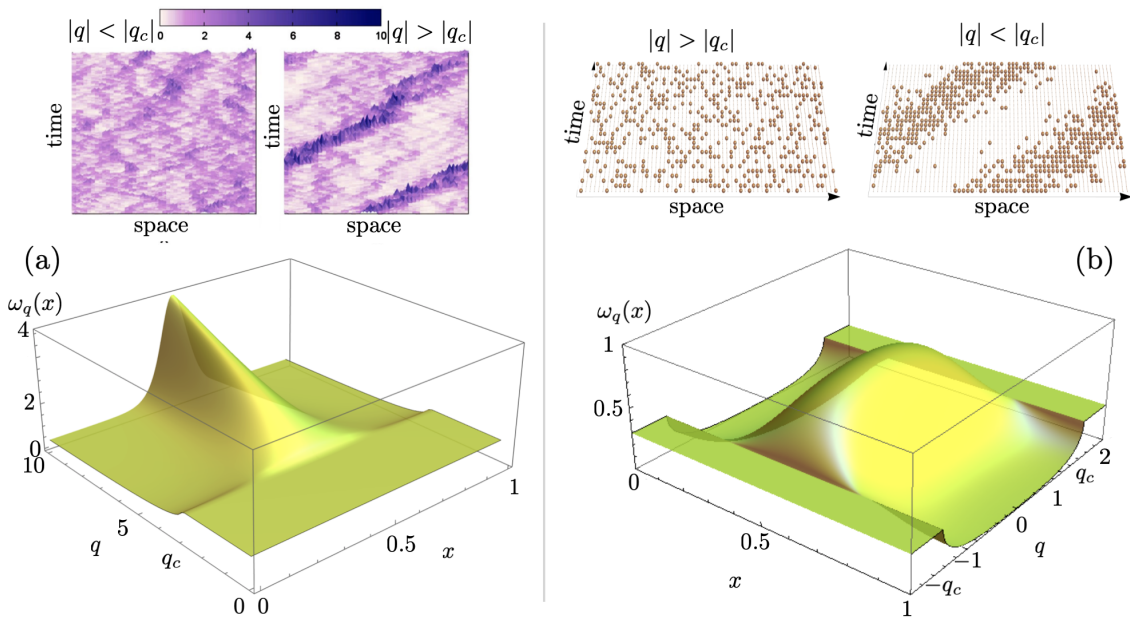 |q| < |q_c|
0 2 4 6 8 10
|q| > |q_c|
time
space
time
space
|q| > |q_c|
time
space
|q| < |q_c|
time
space
(a)
ω_q(x)
4
2
0
10
5
q
q_c
0
0
0.5
x
1
(b)
ω_q(x)
1
0.5
0
0.5
x
1
−q_c
−1
0
q
1
q_c
2